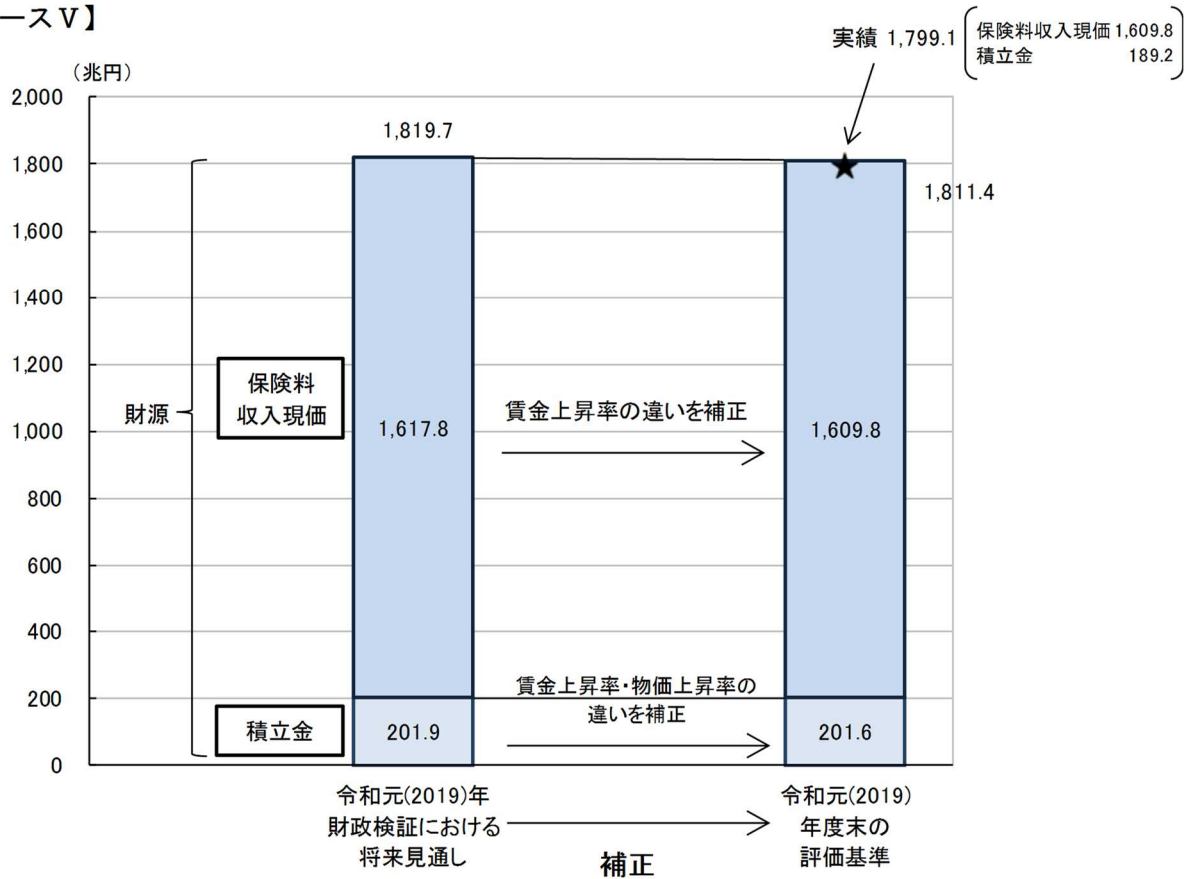 ースⅤ】
実績 1,799.1
保険料収入現価 1,609.8
積立金 189.2
（兆円）
2,000
1,800
1,600
1,400
1,200
1,000
800
600
400
200
0
1,819.7
1,811.4
財源
保険料
収入現価
1,617.8
賃金上昇率の違いを補正
1,609.8
積立金
201.9
賃金上昇率・物価上昇率の
違いを補正
201.6
令和元(2019)年
財政検証における
将来見通し
補正
令和元(2019)
年度末の
評価基準